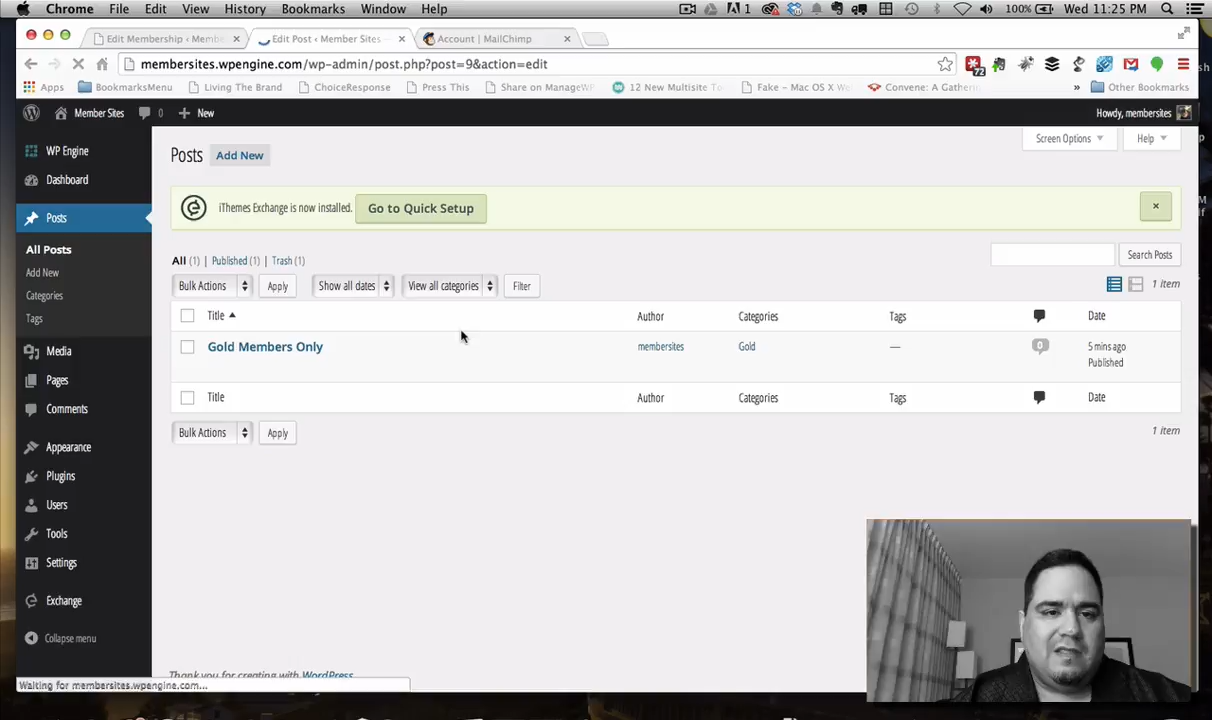 Chrome File Edit View History Bookmarks Window Help 1 100% Wed 11:25 PM
Edit Membership ‹ Membe × Edit Post ‹ Member Sites × Account | MailChimp ×
membersites.wpengine.com/wp-admin/post.php?post=9&action=edit 72
Apps BookmarksMenu Living The Brand ChoiceResponse Press This Share on ManageWP 12 New Multisite To Fake – Mac OS X Wo Convene: A Gatherin » Other Bookmarks
Member Sites 0 + New Howdy, membersites
WP Engine
Dashboard
Posts
All Posts
Add New
Categories
Tags
Media
Pages
Comments
Appearance
Plugins
Users
Tools
Settings
Exchange
Collapse menu
Screen Options Help
Posts Add New
iThemes Exchange is now installed. Go to Quick Setup ×
All (1) | Published (1) | Trash (1)
Search Posts
Bulk Actions Apply Show all dates View all categories Filter 1 item
Title Author Categories Tags Date
Gold Members Only membersites Gold — 0 5 mins ago
Published
Title Author Categories Tags Date
Bulk Actions Apply 1 item
Thank you for creating with WordPress
Waiting for membersites.wpengine.com...